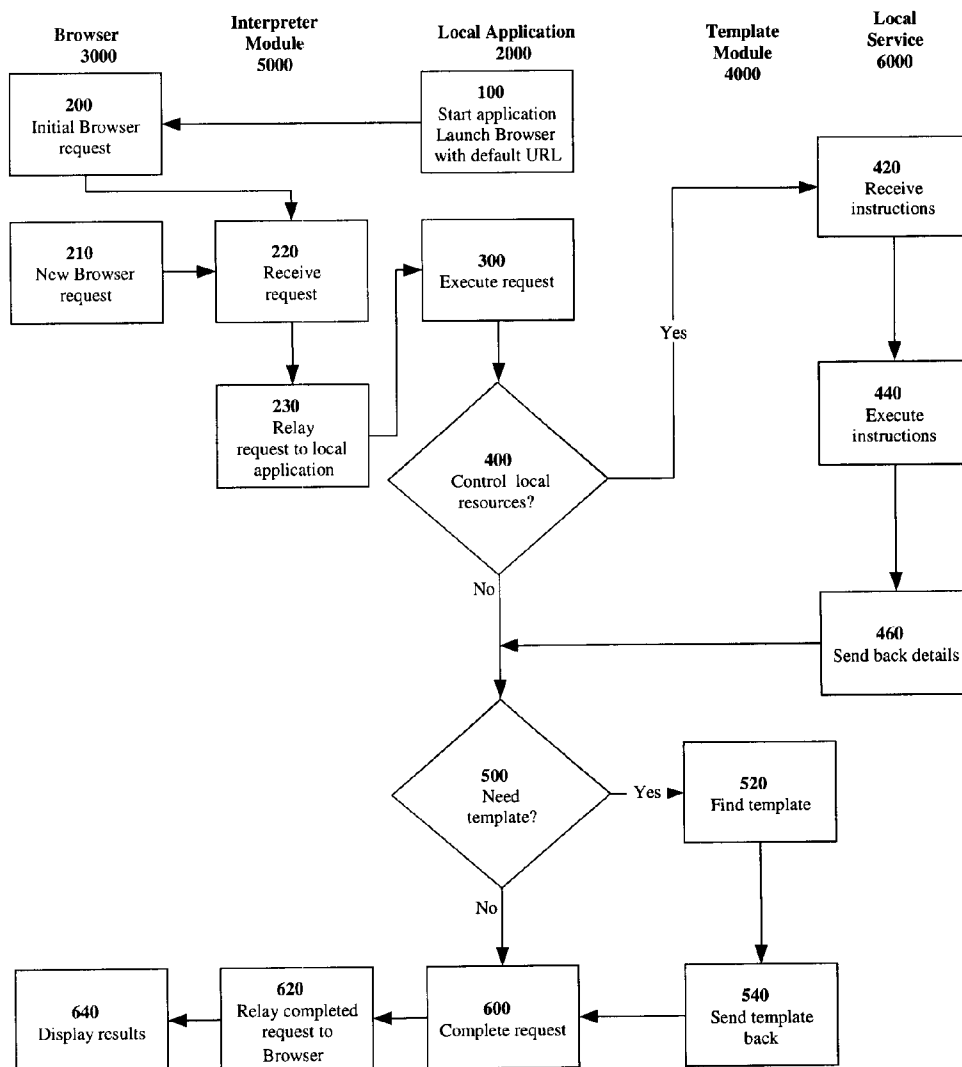 Browser
3000
Interpreter
Module
5000
Local Application
2000
Template
Module
4000
Local
Service
6000
200
Initial Browser
request
100
Start application
Launch Browser
with default URL
420
Receive
instructions
210
New Browser
request
220
Receive
request
300
Execute request
Yes
230
Relay
request to local
application
400
Control local
resources?
440
Execute
instructions
No
460
Send back details
500
Need
template?
Yes
520
Find template
No
640
Display results
620
Relay completed
request to
Browser
600
Complete request
540
Send template
back